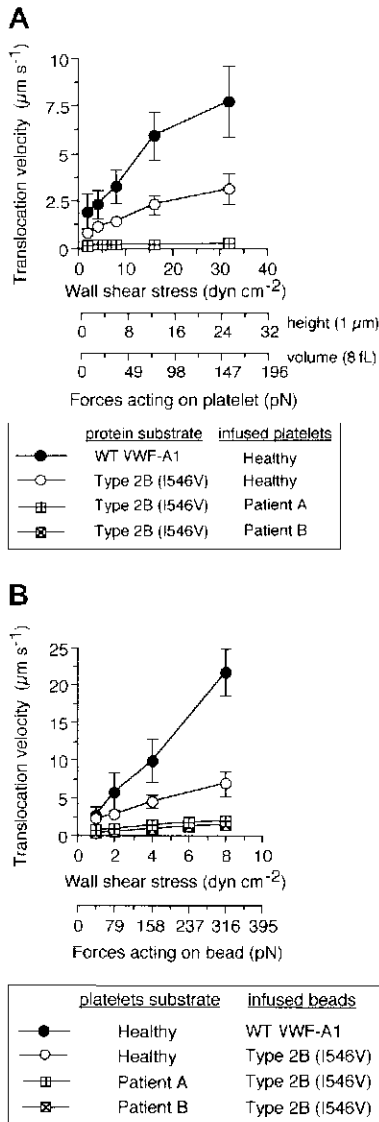 A
Translocation velocity (µm s⁻¹)
10
7.5
5
2.5
0
0 10 20 30 40
Wall shear stress (dyn cm⁻²)
0 8 16 24 32 height (1 µm)
0 49 98 147 196 volume (8 fL)
Forces acting on platelet (pN)
protein substrate infused platelets
WT VWF-A1 Healthy
Type 2B (I546V) Healthy
Type 2B (I546V) Patient A
Type 2B (I546V) Patient B
B
Translocation velocity (µm s⁻¹)
25
20
15
10
5
0
0 2 4 6 8 10
Wall shear stress (dyn cm⁻²)
0 79 158 237 316 395
Forces acting on bead (pN)
platelets substrate infused beads
Healthy WT VWF-A1
Healthy Type 2B (I546V)
Patient A Type 2B (I546V)
Patient B Type 2B (I546V)